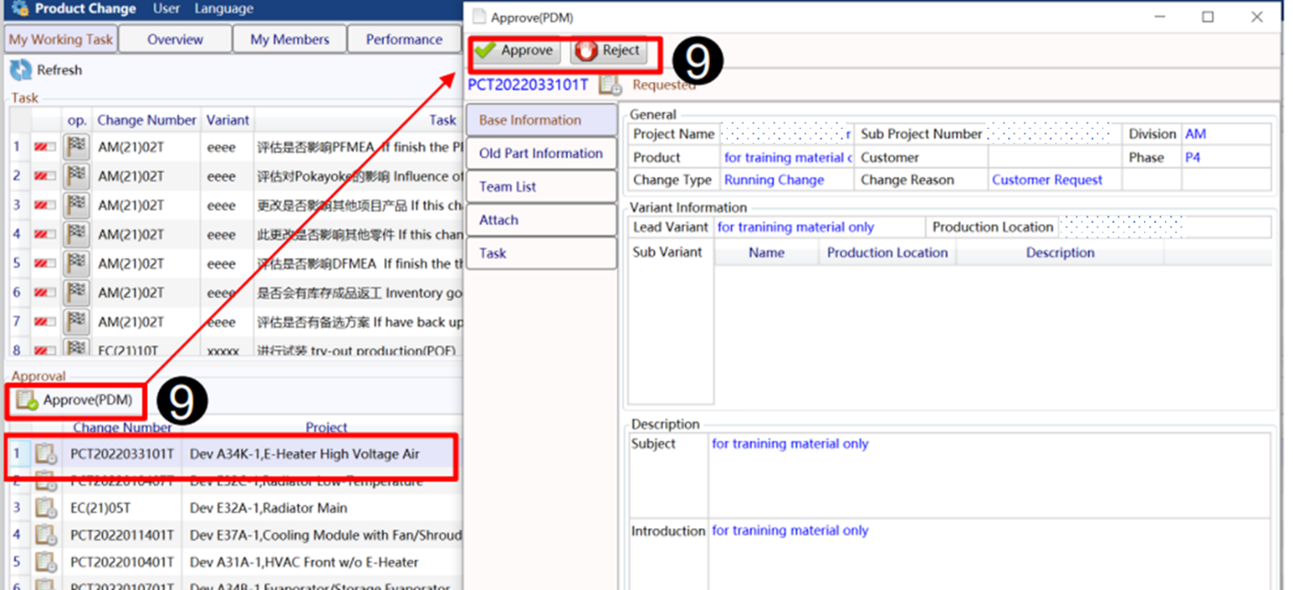 Product Change User Language
My Working Task Overview My Members Performance
Refresh
Task
op. Change Number Variant Task
1 AM(21)02T eeee 评估是否影响PFMEA If finish the
2 AM(21)02T eeee 评估对Pokayoke的影响 Influence of
3 AM(21)02T eeee 更改是否影响其他项目产品 If this
4 AM(21)02T eeee 此更改是否影响其他零件 If this
5 AM(21)02T eeee 评估是否影响DFMEA If finish the
6 AM(21)02T eeee 是否会有库存成品返工 Inventory
7 AM(21)02T eeee 评估是否有备选方案 If have back up
8 EC(21)10T xxxxx 进行试装 try-out production(POF)
Approval
Approve(PDM) 9
Change Number Project
1 PCT2022033101T Dev A34K-1,E-Heater High Voltage Air
2 PCT2022010407T Dev E32C-1,Radiator Low-Temperature
3 EC(21)05T Dev E32A-1,Radiator Main
4 PCT2022011401T Dev E37A-1,Cooling Module with Fan/Shroud
5 PCT2022010401T Dev A31A-1,HVAC Front w/o E-Heater
6 PCT2022010701T Dev A34B-1,Evaporator/Storage Evaporator
Approve(PDM)
Approve Reject 9
PCT2022033101T Requested
Base Information
Old Part Information
Team List
Attach
Task
General
Project Name Sub Project Number Division AM
Product for training material Customer Phase P4
Change Type Running Change Change Reason Customer Request
Variant Information
Lead Variant for tranining material only Production Location
Sub Variant Name Production Location Description
Description
Subject for tranining material only
Introduction for tranining material only